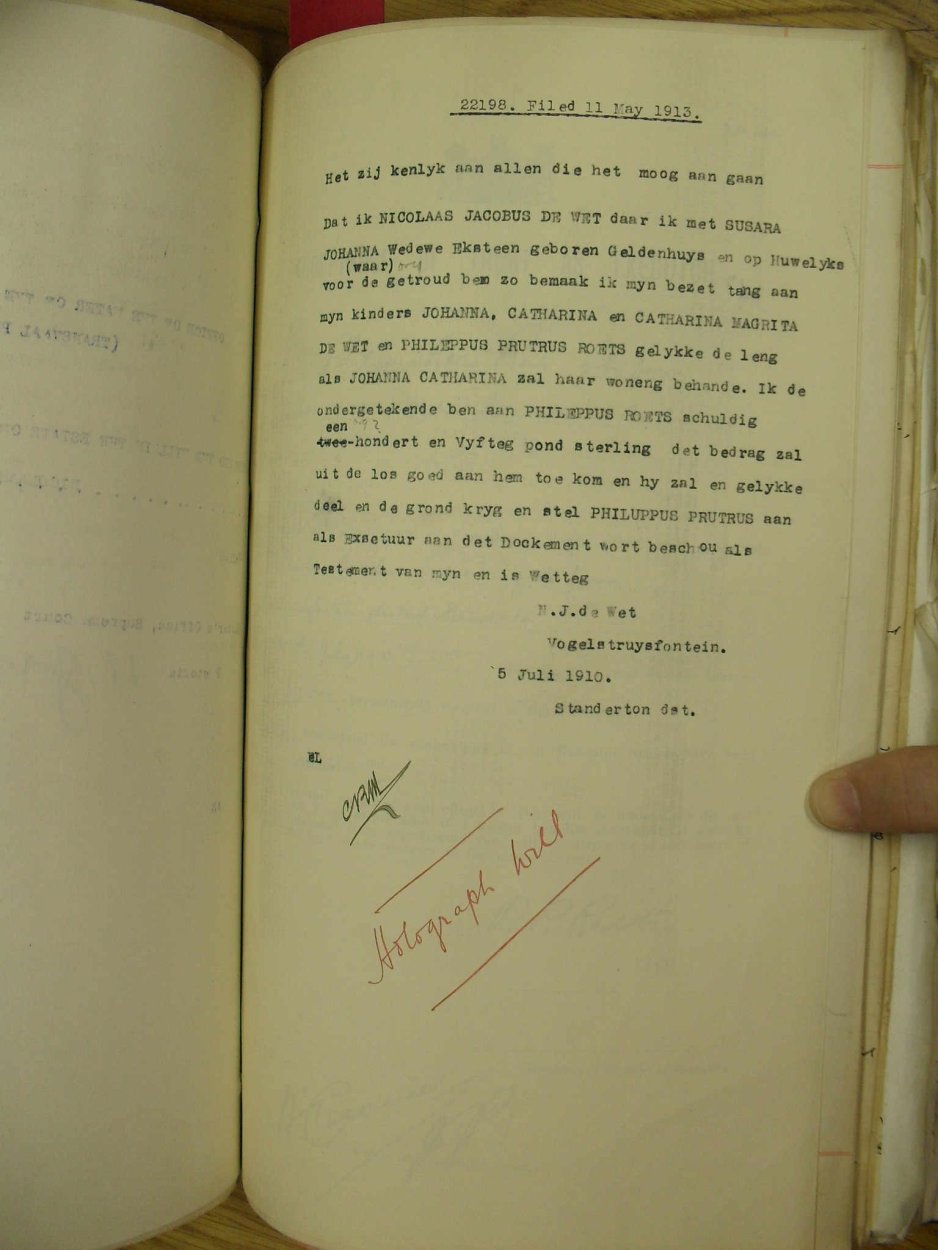 22198. Filed 11 May 1913.
Het zij kenlyk aan allen die het moog aan gaan
Dat ik NICOLAAS JACOBUS DE WET daar ik met SUSARA
JOHANNA Wedewe Eksteen geboren Geldenhuys en op Huwelyks
(waar)
voor de getroud bem zo bemaak ik myn bezet tang aan
myn kinders JOHANNA, CATHARINA en CATHARINA MAGRITA
DE WET en PHILEPPUS PRUTRUS ROETS gelykke de leng
als JOHANNA CATHARINA zal haar woneng behande. Ik de
ondergetekende ben aan PHILEPPUS ROETS schuldig
een
twee-hondert en Vyfteg pond sterling det bedrag zal
uit de los goed aan hem toe kom en hy zal en gelykke
deel en de grond kryg en stel PHILUPPUS PRUTRUS aan
als Exsctuur aan det Dockement wort beschou als
Testement van myn en is Wetteg
N.J.de Wet
Vogelstruysfontein.
5 Juli 1910.
Standerton dst.
eL
Holograph Will